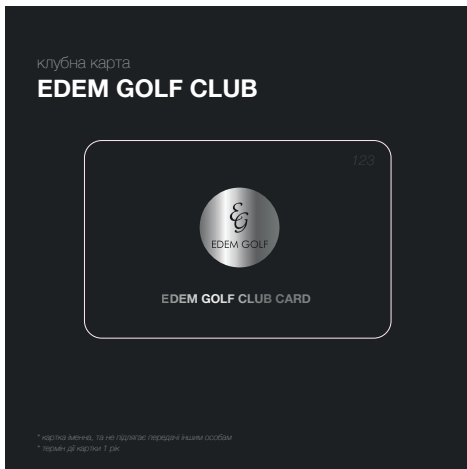 клубна карта
EDEM GOLF CLUB
123
EG
EDEM GOLF
EDEM GOLF CLUB CARD
* картка іменна, та не підлягає передані іншим особам
* термін дії картки 1 рік